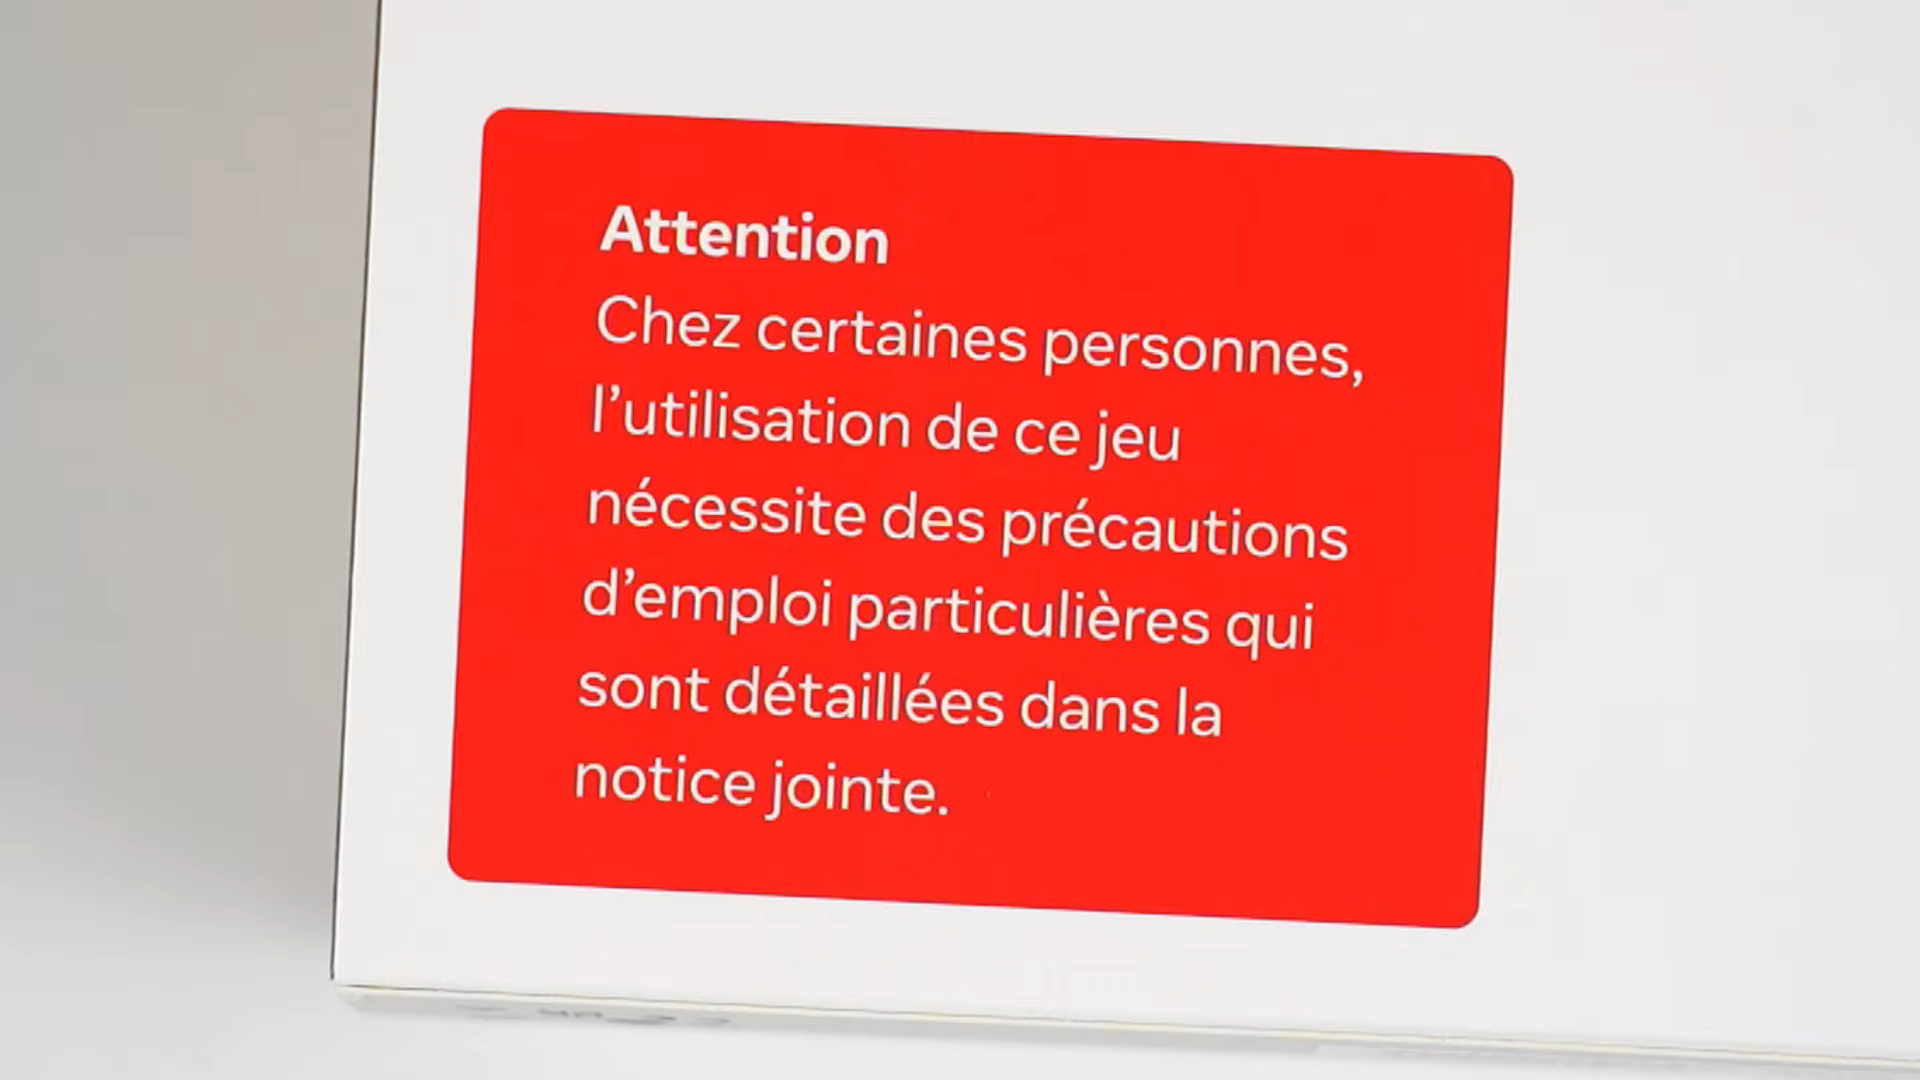 Attention
Chez certaines personnes,
l’utilisation de ce jeu
nécessite des précautions
d’emploi particulières qui
sont détaillées dans la
notice jointe.